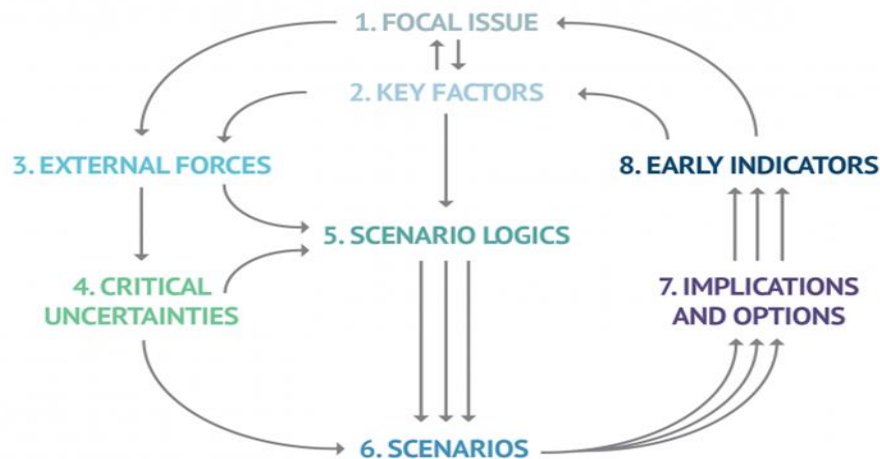 1. FOCAL ISSUE
2. KEY FACTORS
3. EXTERNAL FORCES
8. EARLY INDICATORS
5. SCENARIO LOGICS
4. CRITICAL
UNCERTAINTIES
7. IMPLICATIONS
AND OPTIONS
6. SCENARIOS